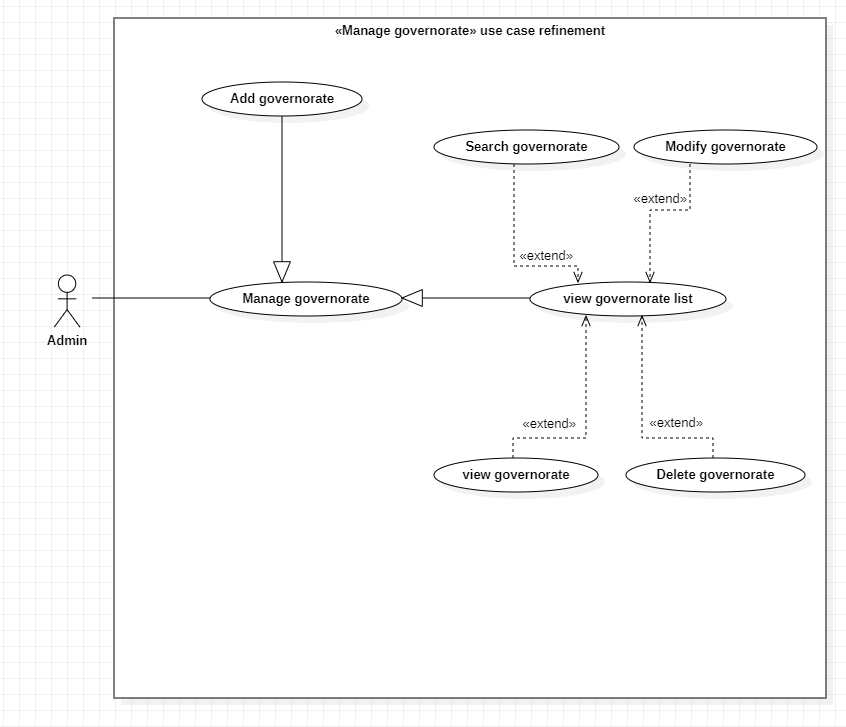 «Manage governorate» use case refinement
Add governorate
Search governorate
Modify governorate
«extend»
«extend»
Manage governorate
view governorate list
Admin
«extend»
«extend»
view governorate
Delete governorate